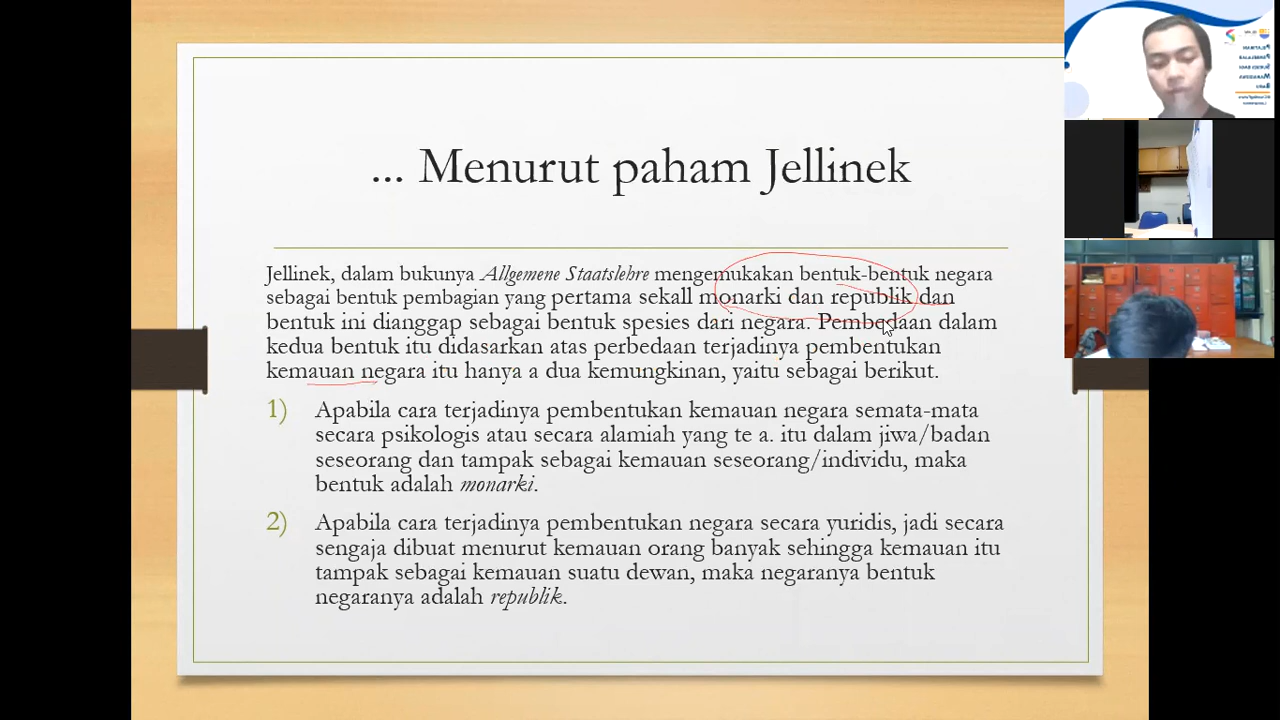 ... Menurut paham Jellinek
Jellinek, dalam bukunya Allgemene Staatslehre mengemukakan bentuk-bentuk negara
sebagai bentuk pembagian yang pertama sekall monarki dan republik dan
bentuk ini dianggap sebagai bentuk spesies dari negara. Pembedaan dalam
kedua bentuk itu didasarkan atas perbedaan terjadinya pembentukan
kemauan negara itu hanya a dua kemungkinan, yaitu sebagai berikut.
1) Apabila cara terjadinya pembentukan kemauan negara semata-mata
secara psikologis atau secara alamiah yang te a. itu dalam jiwa/badan
seseorang dan tampak sebagai kemauan seseorang/individu, maka
bentuk adalah monarki.
2) Apabila cara terjadinya pembentukan negara secara yuridis, jadi secara
sengaja dibuat menurut kemauan orang banyak sehingga kemauan itu
tampak sebagai kemauan suatu dewan, maka negaranya bentuk
negaranya adalah republik.